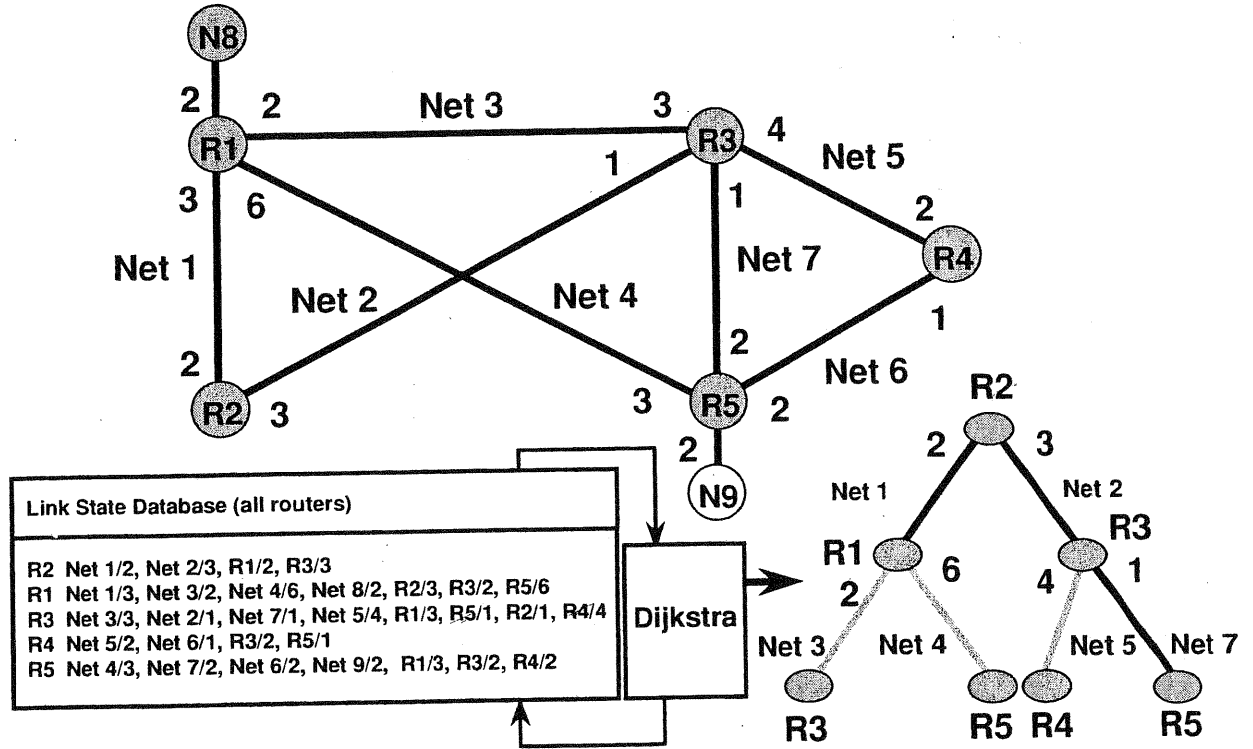 N8
2
2
Net 3
3
R1
R3
4
3
6
1
1
Net 5
2
Net 1
Net 2
Net 4
Net 7
R4
1
2
2
Net 6
R2
3
3
R5
2
2
N9
Link State Database (all routers)
R2 Net 1/2, Net 2/3, R1/2, R3/3
R1 Net 1/3, Net 3/2, Net 4/6, Net 8/2, R2/3, R3/2, R5/6
R3 Net 3/3, Net 2/1, Net 7/1, Net 5/4, R1/3, R5/1, R2/1, R4/4
R4 Net 5/2, Net 6/1, R3/2, R5/1
R5 Net 4/3, Net 7/2, Net 6/2, Net 9/2, R1/3, R3/2, R4/2
Dijkstra
R2
2
3
Net 1
Net 2
R1
R3
2
6
4
1
Net 3
Net 4
Net 5
Net 7
R3
R5
R4
R5